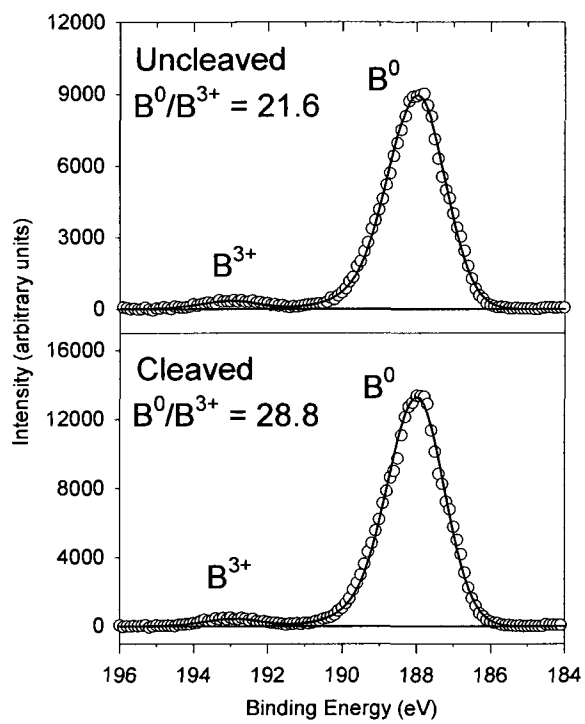 12000
Uncleaved
B⁰
B⁰/B³⁺ = 21.6
9000
6000
3000
B³⁺
0
Intensity (arbitrary units)
16000
Cleaved
B⁰
B⁰/B³⁺ = 28.8
12000
8000
4000
B³⁺
0
196 194 192 190 188 186 184
Binding Energy (eV)